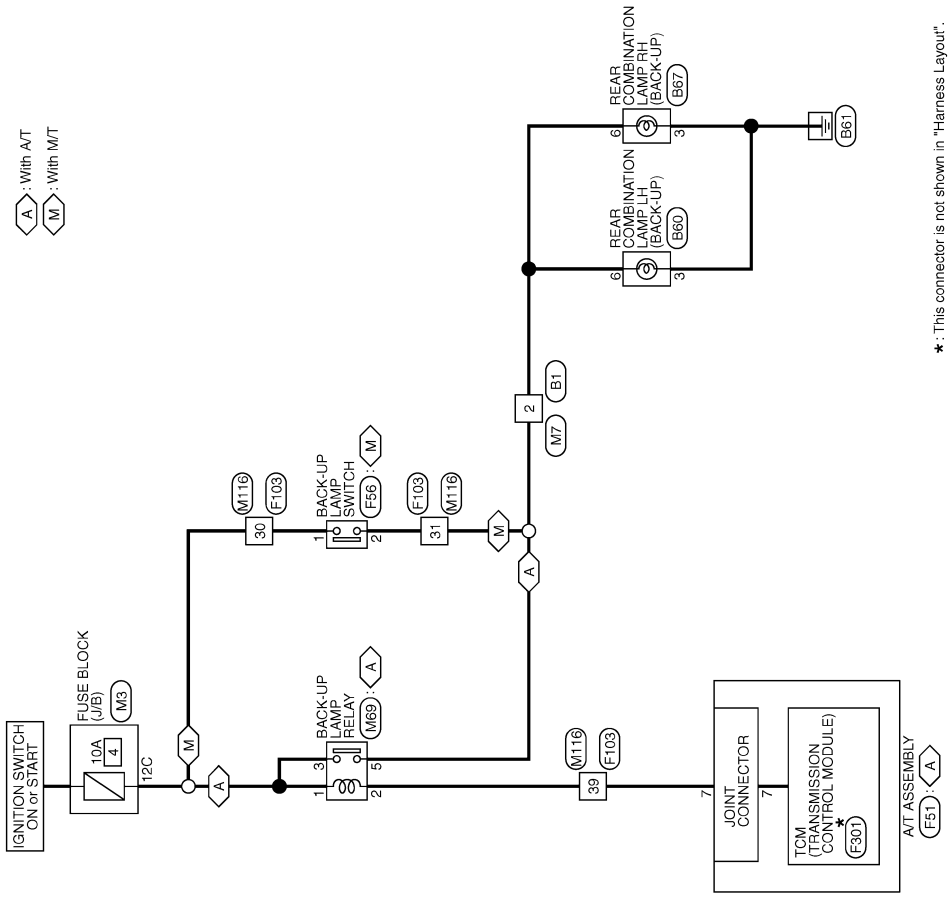 IGNITION SWITCH
ON or START
FUSE BLOCK
(J/B)
M3
10A
4
12C
A : With A/T
M : With M/T
M
A
M116
30
F103
1
BACK-UP
LAMP
SWITCH
F56 : M
2
F103
31
M116
M
A
3
1
BACK-UP
LAMP
RELAY
M69 : A
5
2
M116
39
F103
7
JOINT
CONNECTOR
7
TCM
(TRANSMISSION
CONTROL MODULE)
*
F301
A/T ASSEMBLY
F51 : A
2
M7
B1
6
REAR
COMBINATION
LAMP LH
(BACK-UP)
B60
3
6
REAR
COMBINATION
LAMP RH
(BACK-UP)
B67
3
B61
* : This connector is not shown in "Harness Layout".